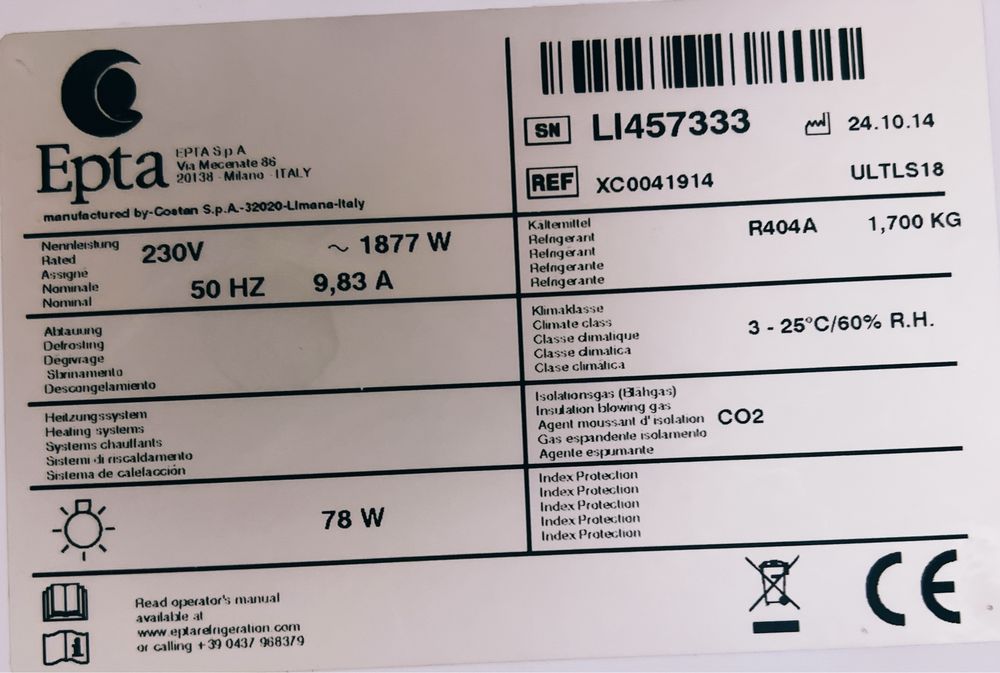 Epta
EPTA S p A
Via Mecenate 86
20138 - Milano - ITALY
manufactured by-Costan S.p.A.-32020-Limana-Italy
SN LI457333 24.10.14
REF XC0041914 ULTLS18
Nennleistung
Rated
Assigné
Nominale
Nominal
230V ~ 1877 W
50 HZ 9,83 A
Kältemittel
Refrigerant
Refrigérant
Refrigerante
Refrigerante
R404A 1,700 KG
Abtauung
Defrosting
Dégivrage
Sbrinamento
Descongelamiento
Klimaklasse
Climate class
Classe climatique
Classe climatica
Clase climática
3 - 25°C/60% R.H.
Heitzungssystem
Heating systems
Systems chauffants
Sistemi di riscaldamento
Sistema de calefacción
Isolationsgas (Blähgas)
Insulation blowing gas
Agent moussant d' isolation
Gas espandente isolamento
Agente espumante
CO2
78 W
Index Protection
Index Protection
Index Protection
Index Protection
Index Protection
Read operator's manual
available at
www eptarefrigeration com
or calling +39 0437 968379
CE